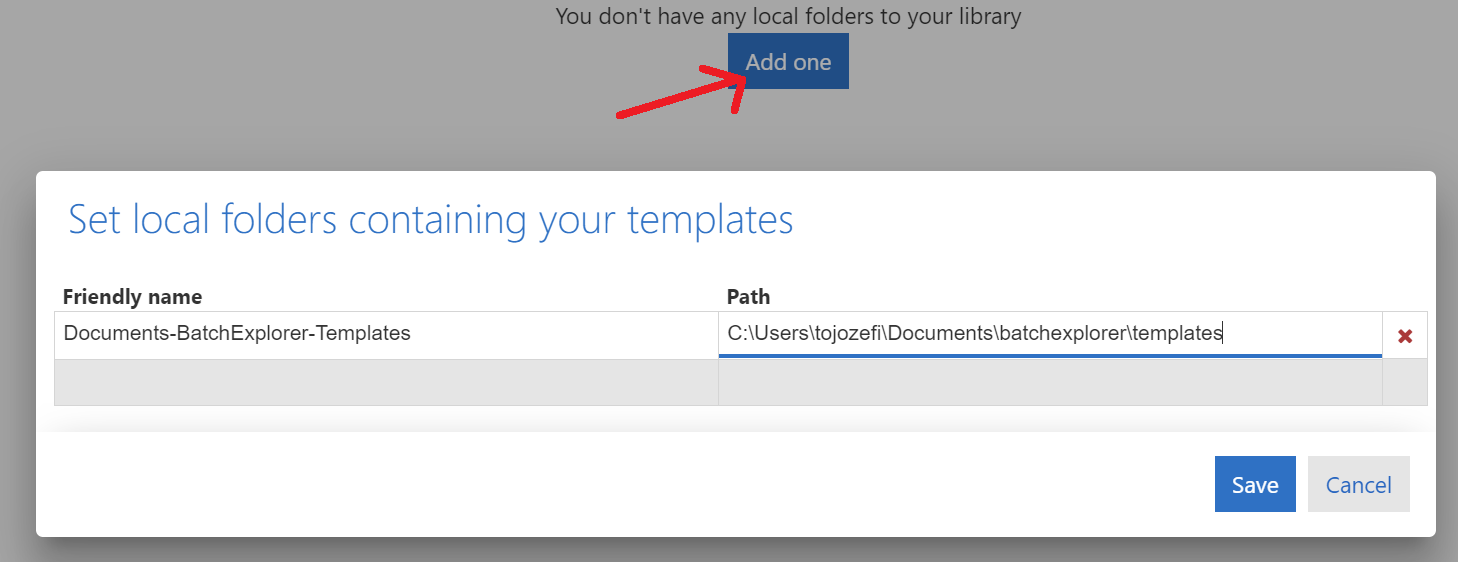 You don't have any local folders to your library
Add one
Set local folders containing your templates
Friendly name Path
Documents-BatchExplorer-Templates C:\Users\tojozefi\Documents\batchexplorer\templates
Save Cancel